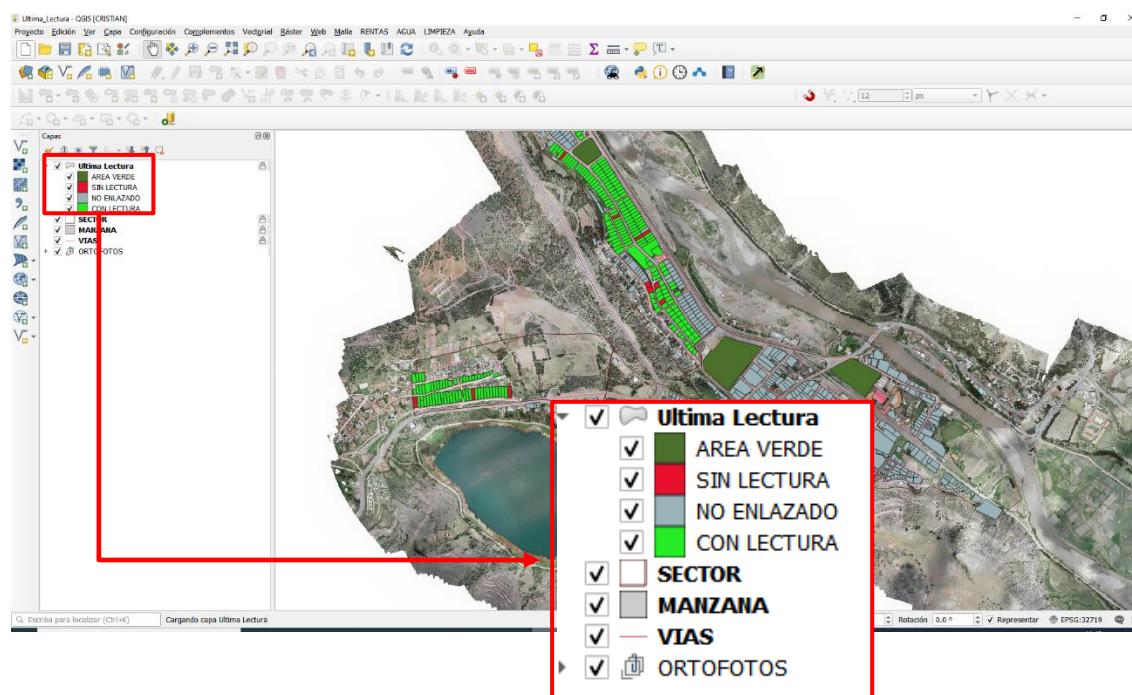 Ultima_Lectura - QGIS [CRISTIAN]
Proyecto Edición Ver Capa Configuración Complementos Vectorial Ráster Web Malla RENTAS AGUA LIMPIEZA Ayuda
12 px
Capas
Ultima Lectura
AREA VERDE
SIN LECTURA
NO ENLAZADO
CON LECTURA
SECTOR
MANZANA
VIAS
ORTOFOTOS
Ultima Lectura
AREA VERDE
SIN LECTURA
NO ENLAZADO
CON LECTURA
SECTOR
MANZANA
VIAS
ORTOFOTOS
Escriba para localizar (Ctrl+K) Cargando capa Ultima Lectura Rotación 0.0 ° Representar EPSG:32719